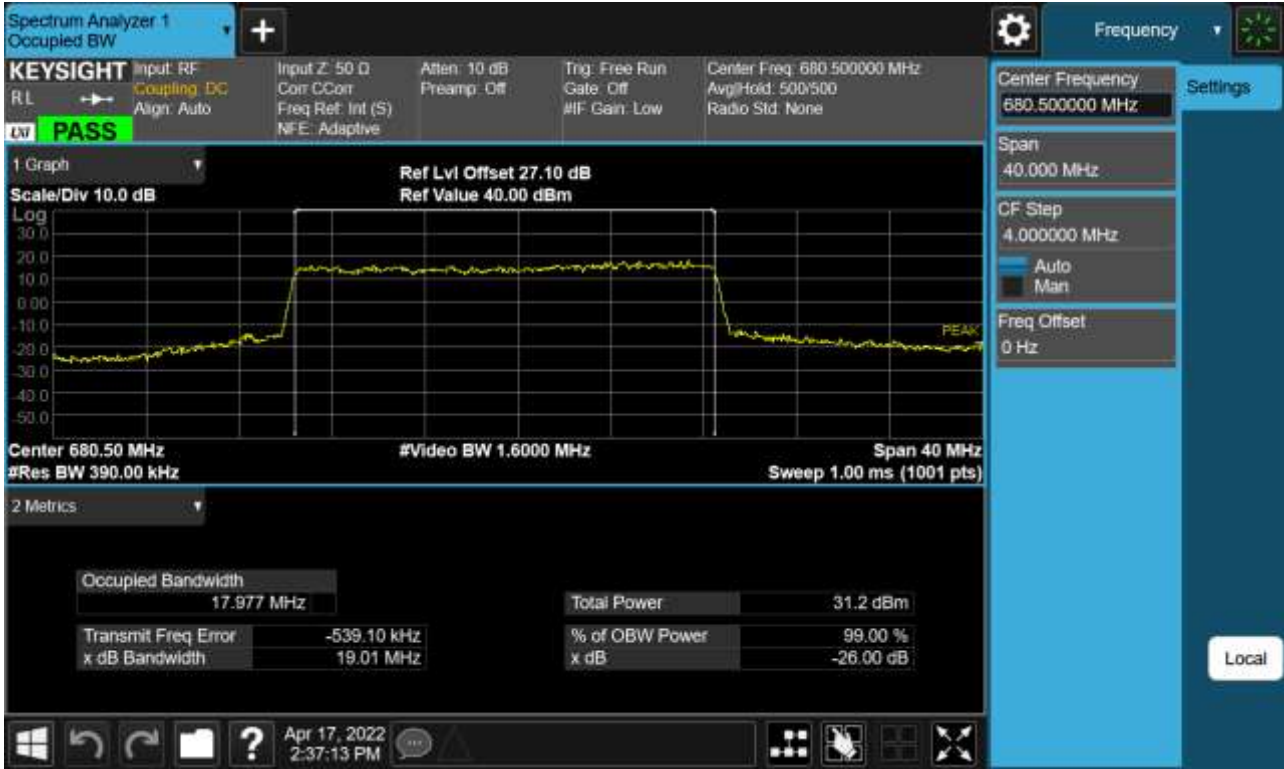 Spectrum Analyzer 1
Occupied BW
+
Frequency
KEYSIGHT
RL
LXI
PASS
Input: RF
Coupling: DC
Align: Auto
Input Z: 50 Ω
Corr CCorr
Freq Ref: Int (S)
NFE: Adaptive
Atten: 10 dB
Preamp: Off
Trig: Free Run
Gate: Off
#IF Gain: Low
Center Freq: 680.500000 MHz
Avg|Hold: 500/500
Radio Std: None
Center Frequency
680.500000 MHz
Settings
Span
40.000 MHz
CF Step
4.000000 MHz
Auto
Man
Freq Offset
0 Hz
Local
1 Graph
Scale/Div 10.0 dB
Ref Lvl Offset 27.10 dB
Ref Value 40.00 dBm
Log
30.0
20.0
10.0
0.00
-10.0
-20.0
-30.0
-40.0
-50.0
PEAK
Center 680.50 MHz
#Video BW 1.6000 MHz
Span 40 MHz
#Res BW 390.00 kHz
Sweep 1.00 ms (1001 pts)
2 Metrics
Occupied Bandwidth
17.977 MHz
Total Power 31.2 dBm
Transmit Freq Error -539.10 kHz
% of OBW Power 99.00 %
x dB Bandwidth 19.01 MHz
x dB -26.00 dB
?
Apr 17, 2022
2:37:13 PM